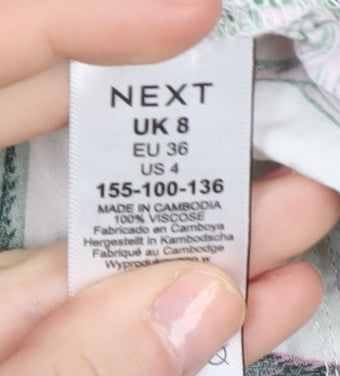 NEXT
UK 8
EU 36
US 4
155-100-136
MADE IN CAMBODIA
100% VISCOSE
Fabricado en Camboya
Hergestellt in Kambodscha
Fabriqué au Cambodge